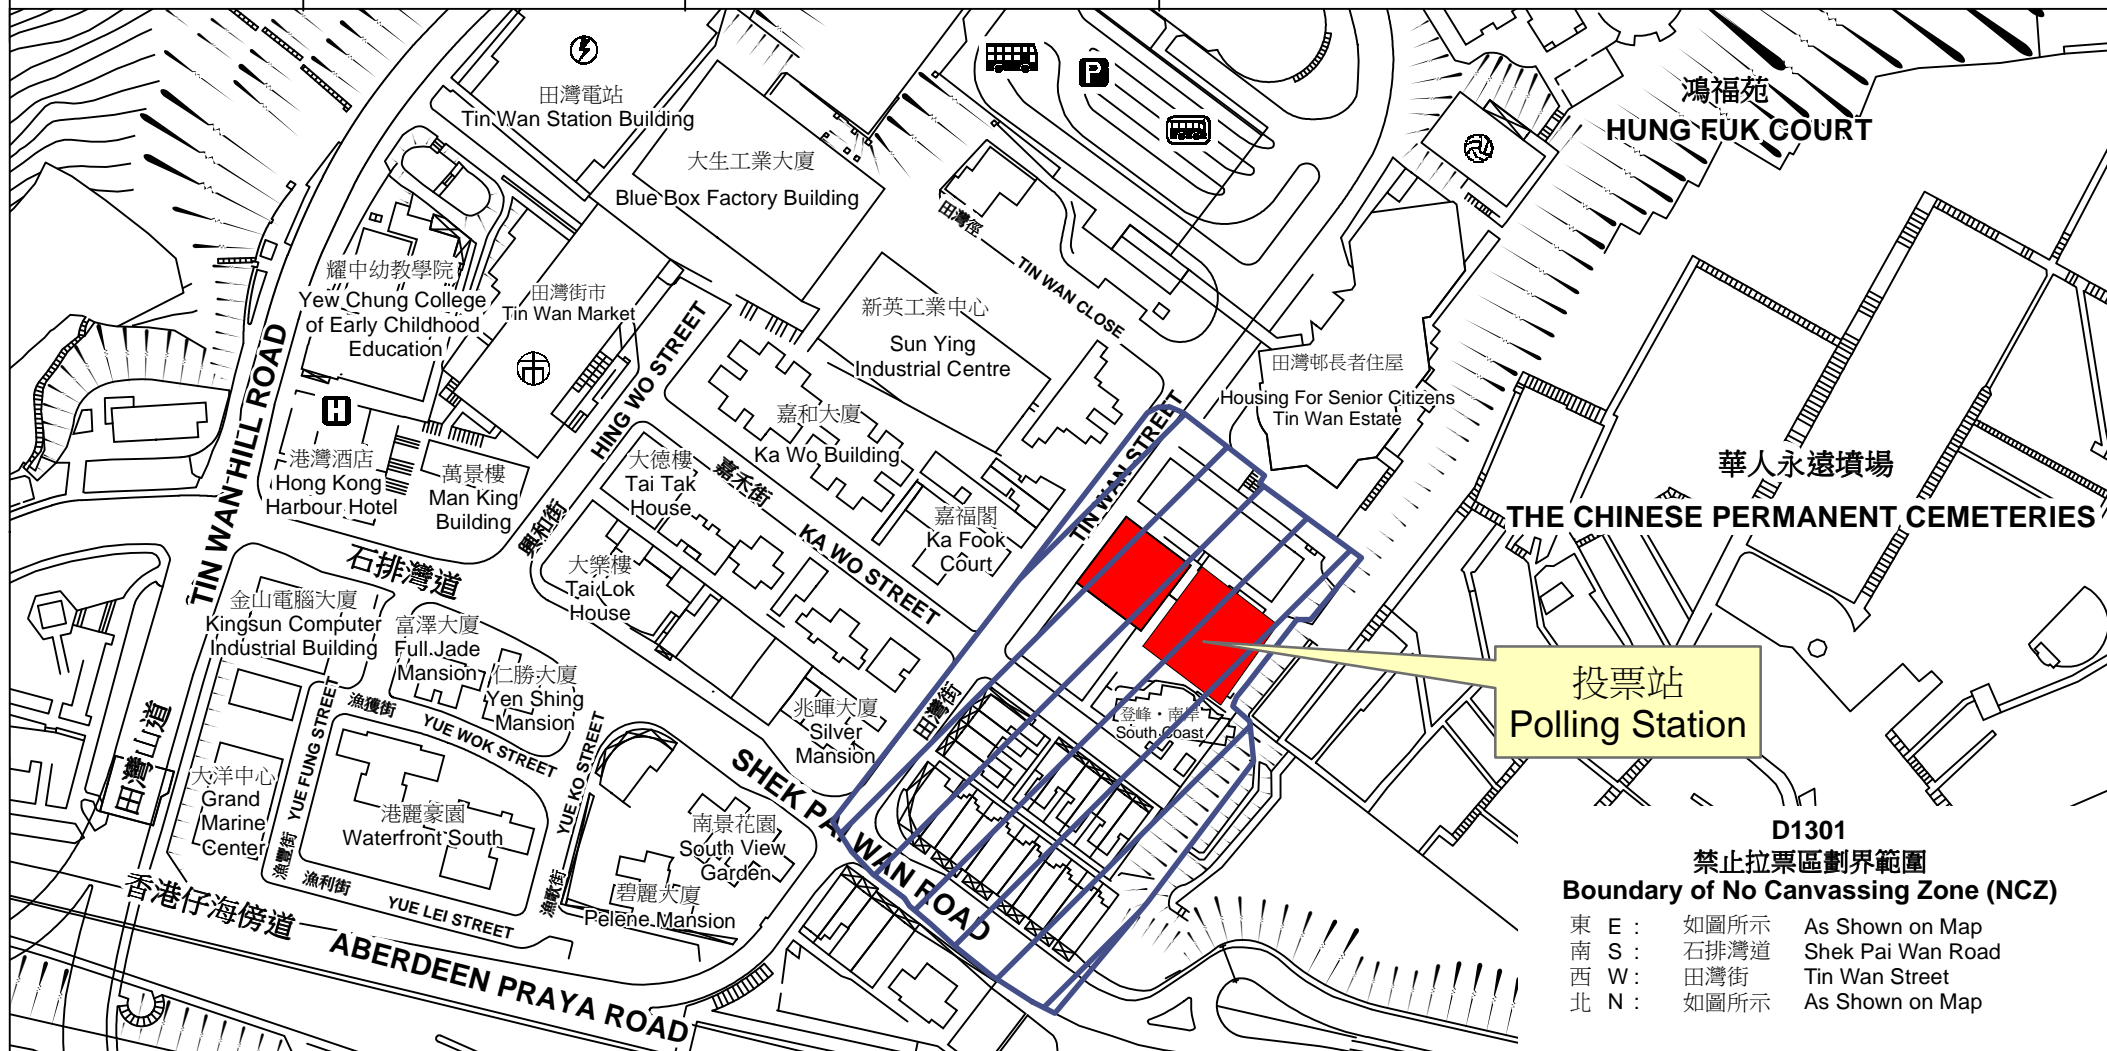 田灣電站
Tin Wan Station Building
大生工業大廈
Blue Box Factory Building
P
鴻福苑
HUNG FUK COURT
田灣徑
TIN WAN CLOSE
耀中幼教學院
Yew Chung College
of Early Childhood
Education
田灣街市
Tin Wan Market
市
新英工業中心
Sun Ying
Industrial Centre
田灣邨長者住屋
Housing For Senior Citizens
Tin Wan Estate
H
港灣酒店
Hong Kong
Harbour Hotel
萬景樓
Man King
Building
TIN WAN HILL ROAD
HING WO STREET
興和街
大德樓
Tai Tak
House
嘉和大廈
Ka Wo Building
嘉禾街
KA WO STREET
嘉福閣
Ka Fook
Court
TIN WAN STREET
華人永遠墳場
THE CHINESE PERMANENT CEMETERIES
石排灣道
大樂樓
Tai Lok
House
金山電腦大廈
Kingsun Computer
Industrial Building
富澤大廈
Full Jade
Mansion
仁勝大廈
Yen Shing
Mansion
兆暉大廈
Silver
Mansion
田灣街
登峰・南岸
South Coast
投票站
Polling Station
田灣山道
漁獲街
YUE WOK STREET
YUE FUNG STREET
漁豐街
YUE KO STREET
漁歌街
大洋中心
Grand
Marine
Center
港麗豪園
Waterfront South
南景花園
South View
Garden
SHEK PAI WAN ROAD
漁利街
YUE LEI STREET
碧麗大廈
Pelene Mansion
香港仔海傍道
ABERDEEN PRAYA ROAD
D1301
禁止拉票區劃界範圍
Boundary of No Canvassing Zone (NCZ)
東 E : 如圖所示 As Shown on Map
南 S : 石排灣道 Shek Pai Wan Road
西 W : 田灣街 Tin Wan Street
北 N : 如圖所示 As Shown on Map